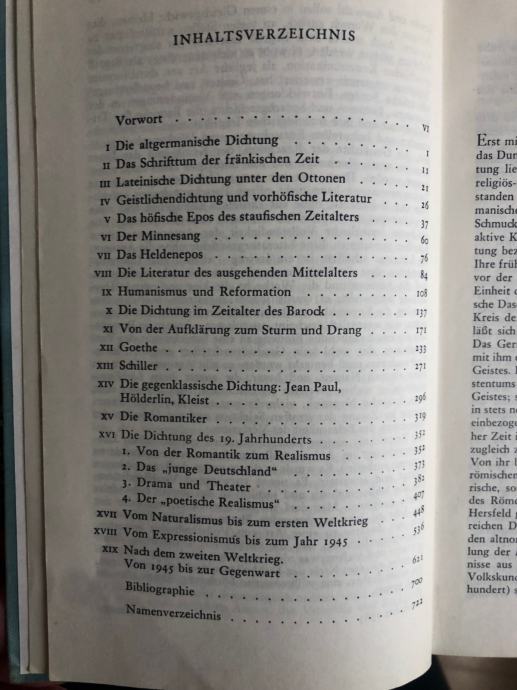 INHALTSVERZEICHNIS
Vorwort . . . . . . . . . . . . . . . . VI
I Die altgermanische Dichtung . . . . . . . . 1
II Das Schrifttum der fränkischen Zeit . . . . . . 11
III Lateinische Dichtung unter den Ottonen . . . . . 21
IV Geistlichendichtung und vorhöfische Literatur . . . 26
V Das höfische Epos des staufischen Zeitalters . . . . 37
VI Der Minnesang . . . . . . . . . . . . . 60
VII Das Heldenepos . . . . . . . . . . . . . 76
VIII Die Literatur des ausgehenden Mittelalters . . . . 84
IX Humanismus und Reformation . . . . . . . . 108
X Die Dichtung im Zeitalter des Barock . . . . . . 137
XI Von der Aufklärung zum Sturm und Drang . . . . 171
XII Goethe . . . . . . . . . . . . . . . . 233
XIII Schiller . . . . . . . . . . . . . . . . 271
XIV Die gegenklassische Dichtung: Jean Paul,
Hölderlin, Kleist . . . . . . . . . . . . . 296
XV Die Romantiker . . . . . . . . . . . . . 319
XVI Die Dichtung des 19. Jahrhunderts . . . . . . . 352
1. Von der Romantik zum Realismus . . . . . . 352
2. Das „junge Deutschland“ . . . . . . . . . 373
3. Drama und Theater . . . . . . . . . . . 382
4. Der „poetische Realismus“ . . . . . . . . . 407
XVII Vom Naturalismus bis zum ersten Weltkrieg . . . . 448
XVIII Vom Expressionismus bis zum Jahr 1945 . . . . . 536
XIX Nach dem zweiten Weltkrieg.
Von 1945 bis zur Gegenwart . . . . . . . . . 621
Bibliographie . . . . . . . . . . . . . . 700
Namenverzeichnis . . . . . . . . . . . . 722
Erst mi
das Dun
tung lie
religiös-
standen
manische
Schmuck
aktive K
tung bez
Ihre früh
vor der
Einheit d
sche Das
Kreis de
läßt sich
Das Ger
mit ihm d
Geistes. I
stentums
Geistes; s
in stets ne
einbezoge
her Zeit i
zugleich z
Von ihr l
römischen
rische, so
des Röme
Hersfeld g
reichen D
den altnor
lung der A
nisse aus
Volkskund
hundert) s